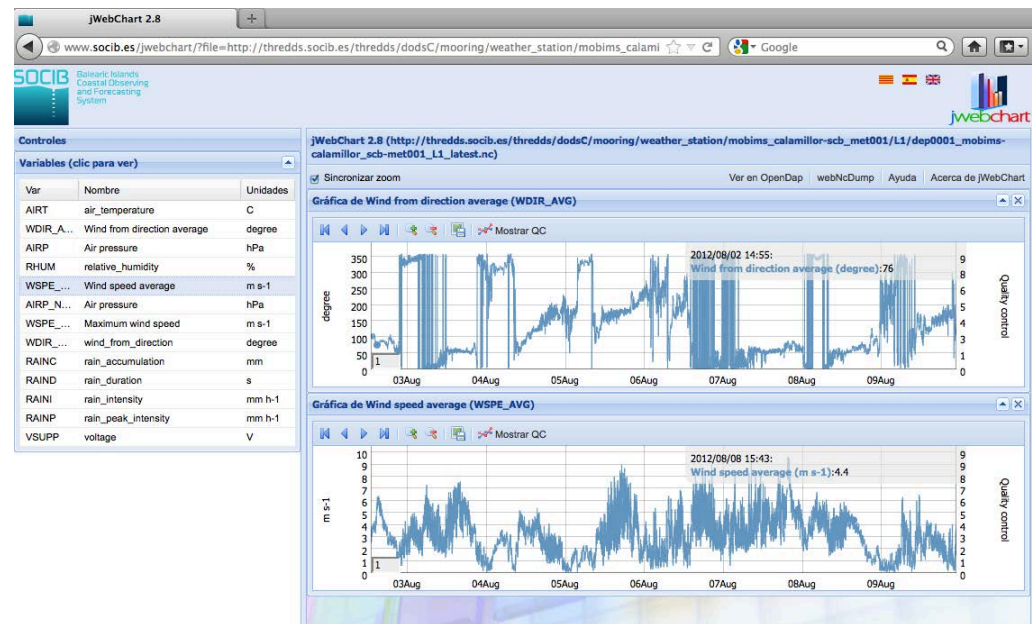 jWebChart 2.8
www.socib.es/jwebchart/?file=http://thredds.socib.es/thredds/dodsC/mooring/weather_station/mobims_calami
Google
SOCIB
Balearic Islands
Coastal Observing
and Forecasting
System
jwebchart
Controles
Variables (clic para ver)
Var Nombre Unidades
AIRT air_temperature C
WDIR_A... Wind from direction average degree
AIRP Air pressure hPa
RHUM relative_humidity %
WSPE_... Wind speed average m s-1
AIRP_N... Air pressure hPa
WSPE_... Maximum wind speed m s-1
WDIR_... wind_from_direction degree
RAINC rain_accumulation mm
RAIND rain_duration s
RAINI rain_intensity mm h-1
RAINP rain_peak_intensity mm h-1
VSUPP voltage V
jWebChart 2.8 (http://thredds.socib.es/thredds/dodsC/mooring/weather_station/mobims_calamillor-scb_met001/L1/dep0001_mobims-
calamillor_scb-met001_L1_latest.nc)
Sincronizar zoom Ver en OpenDap webNcDump Ayuda Acerca de jWebChart
Gráfica de Wind from direction average (WDIR_AVG)
Mostrar QC
2012/08/02 14:55:
Wind from direction average (degree):76
degree
350
300
250
200
150
100
50
0
1
9
8
6
5
4
3
1
0
Quality control
03Aug 04Aug 05Aug 06Aug 07Aug 08Aug 09Aug
Gráfica de Wind speed average (WSPE_AVG)
Mostrar QC
2012/08/08 15:43:
Wind speed average (m s-1):4.4
m s-1
10
9
8
7
6
5
4
3
2
1
0
1
9
9
8
7
6
5
4
3
2
1
0
Quality control
03Aug 04Aug 05Aug 06Aug 07Aug 08Aug 09Aug